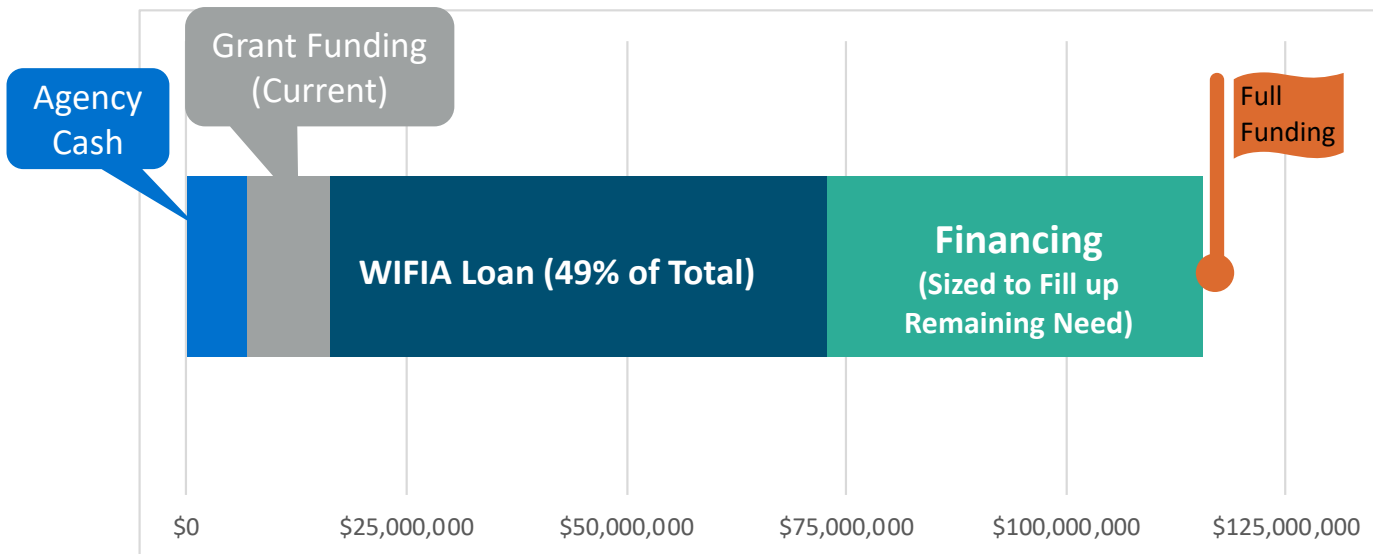 Grant Funding
(Current)
Agency
Cash
Full
Funding
WIFIA Loan (49% of Total)
Financing
(Sized to Fill up
Remaining Need)
$0
$25,000,000
$50,000,000
$75,000,000
$100,000,000
$125,000,000